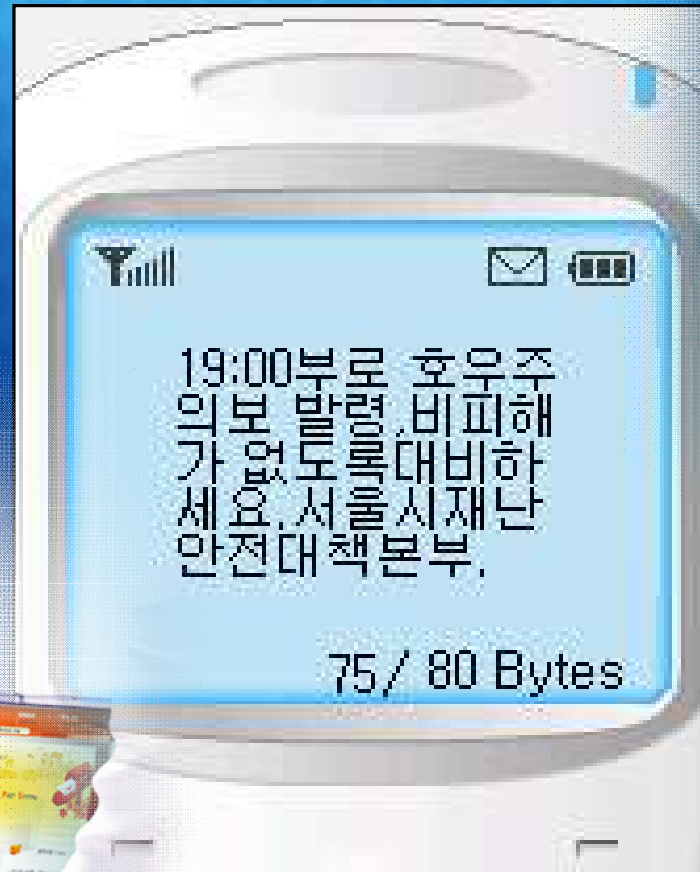 19:00부로 호우주
의보 발령.비피해
가 없도록대비하
세요.서울시재난
안전대책본부.
75/ 80 Bytes